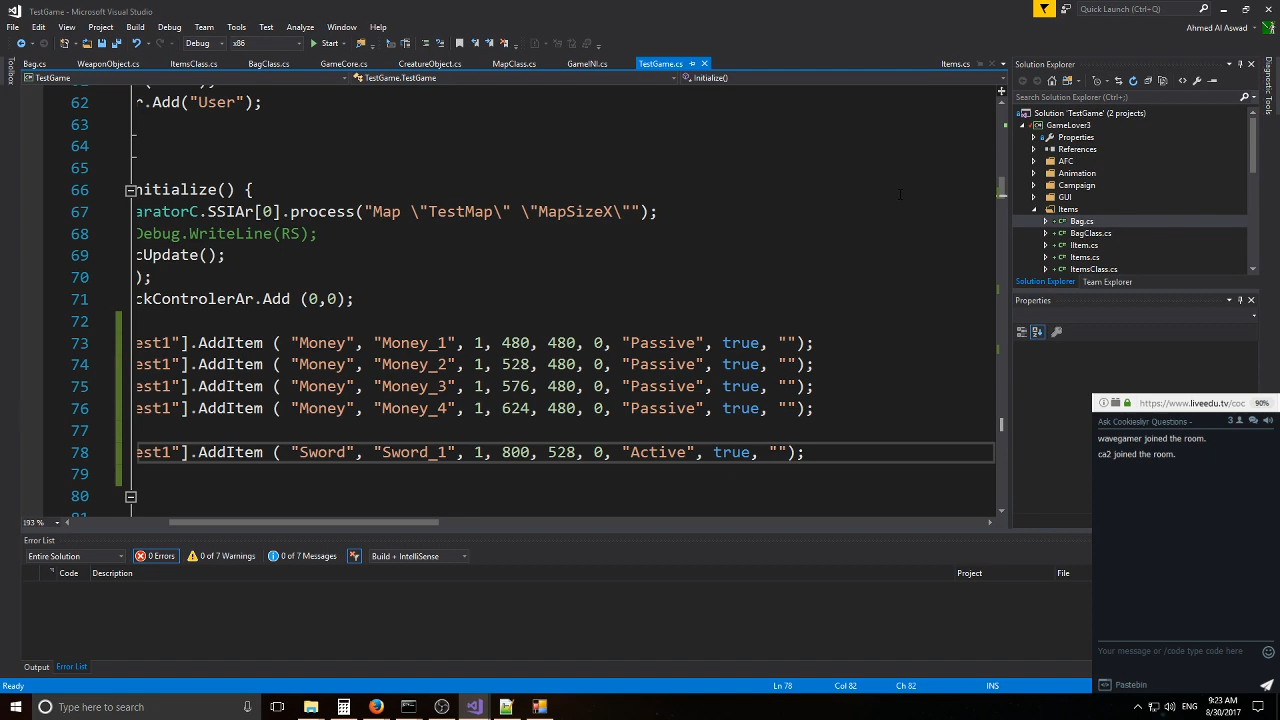 TestGame - Microsoft Visual Studio
Quick Launch (Ctrl+Q)
File Edit View Project Build Debug Team Tools Test Analyze Window Help
Ahmed Al Aswad
Debug x86 Start
Bag.cs WeaponObject.cs ItemsClass.cs BagClass.cs GameCore.cs CreatureObject.cs MapClass.cs GameINI.cs TestGame.cs Items.cs
TestGame TestGame.TestGame Initialize()
Toolbox
62 r.Add("User");
63
64
65
66 nitialize() {
67 aratorC.SSIAr[0].process("Map \"TestMap\" \"MapSizeX\"");
68 Debug.WriteLine(RS);
69 cUpdate();
70 );
71 ckControlerAr.Add (0,0);
72
73 est1"].AddItem ( "Money", "Money_1", 1, 480, 480, 0, "Passive", true, "");
74 est1"].AddItem ( "Money", "Money_2", 1, 528, 480, 0, "Passive", true, "");
75 est1"].AddItem ( "Money", "Money_3", 1, 576, 480, 0, "Passive", true, "");
76 est1"].AddItem ( "Money", "Money_4", 1, 624, 480, 0, "Passive", true, "");
77
78 est1"].AddItem ( "Sword", "Sword_1", 1, 800, 528, 0, "Active", true, "");
79
80
193 %
Solution Explorer
Search Solution Explorer (Ctrl+;)
Solution 'TestGame' (2 projects)
GameLover3
Properties
References
AFC
Animation
Campaign
GUI
Items
Bag.cs
BagClass.cs
IItem.cs
Items.cs
ItemsClass.cs
Solution Explorer Team Explorer
Properties
Diagnostic Tools
Error List
Entire Solution 0 Errors 0 of 7 Warnings 0 of 7 Messages Build + IntelliSense
Code Description Project File
Output Error List
https://www.liveedu.tv/coc 90%
Ask Cookiesliyr Questions - 3
wavegamer joined the room.
ca2 joined the room.
Your message or /code type code here
Pastebin
Ready Ln 78 Col 82 Ch 82 INS
Type here to search
ENG 9:23 AM
8/30/2017